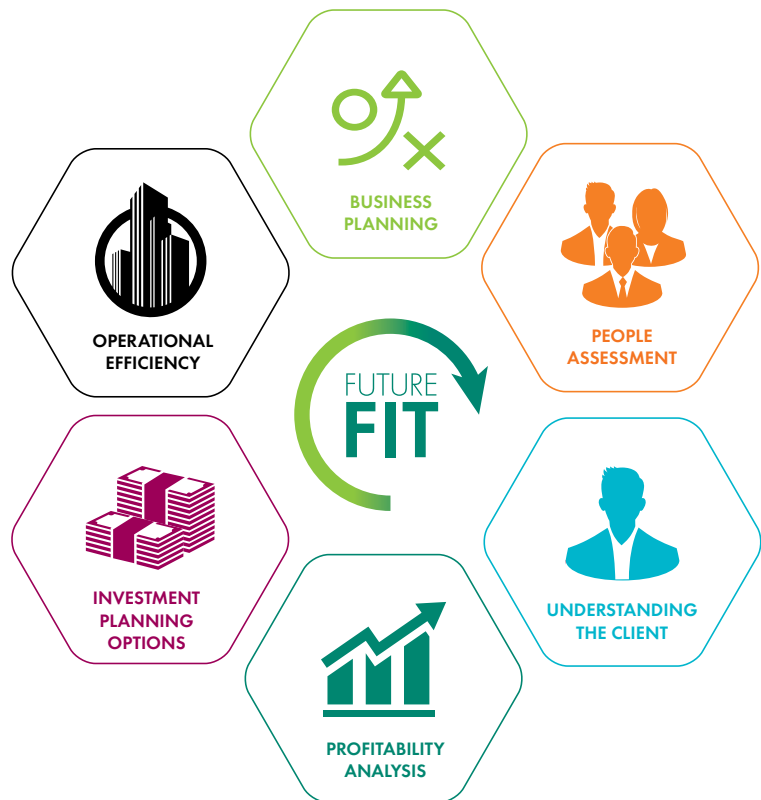 BUSINESS
PLANNING
PEOPLE
ASSESSMENT
UNDERSTANDING
THE CLIENT
PROFITABILITY
ANALYSIS
INVESTMENT
PLANNING
OPTIONS
OPERATIONAL
EFFICIENCY
FUTURE
FIT